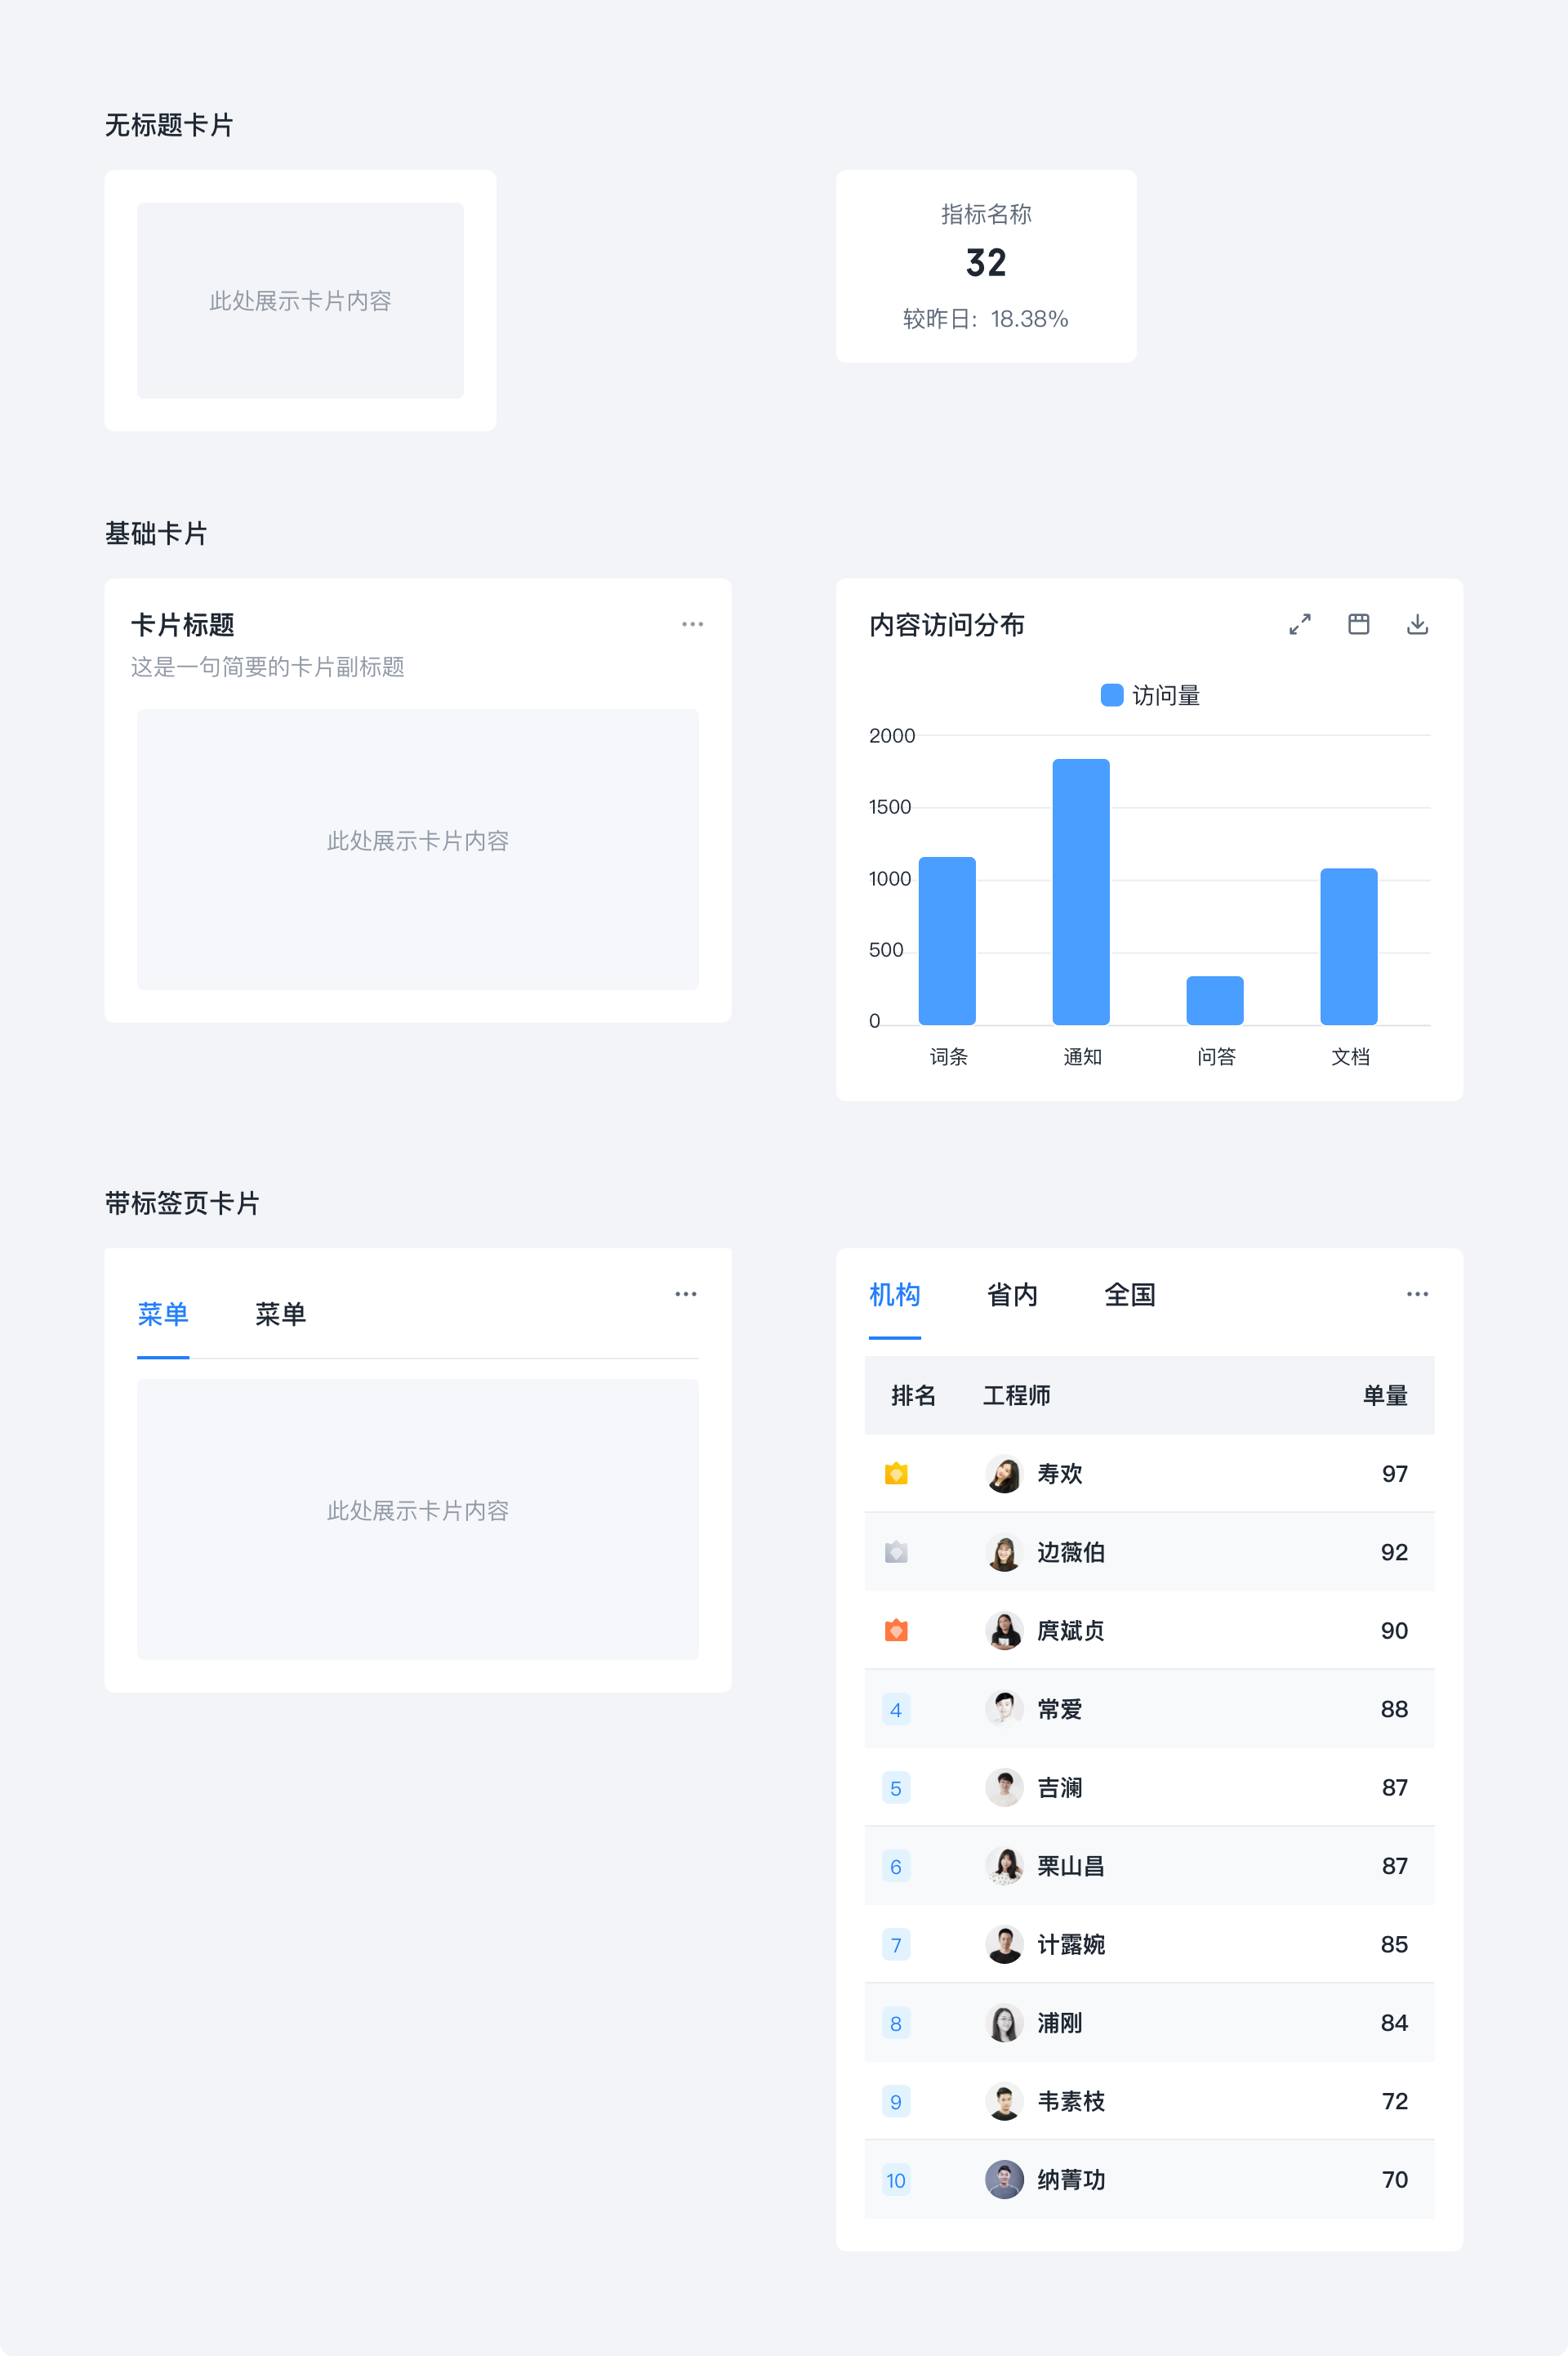 无标题卡片
此处展示卡片内容
指标名称
32
较昨日: 18.38%
基础卡片
卡片标题
这是一句简要的卡片副标题
此处展示卡片内容
内容访问分布
访问量
2000
1500
1000
500
0
词条 通知 问答 文档
带标签页卡片
菜单 菜单
此处展示卡片内容
机构 省内 全国
排名 工程师 单量
寿欢 97
边薇伯 92
庹斌贞 90
4 常爱 88
5 吉澜 87
6 栗山昌 87
7 计露婉 85
8 浦刚 84
9 韦素枝 72
10 纳菁功 70